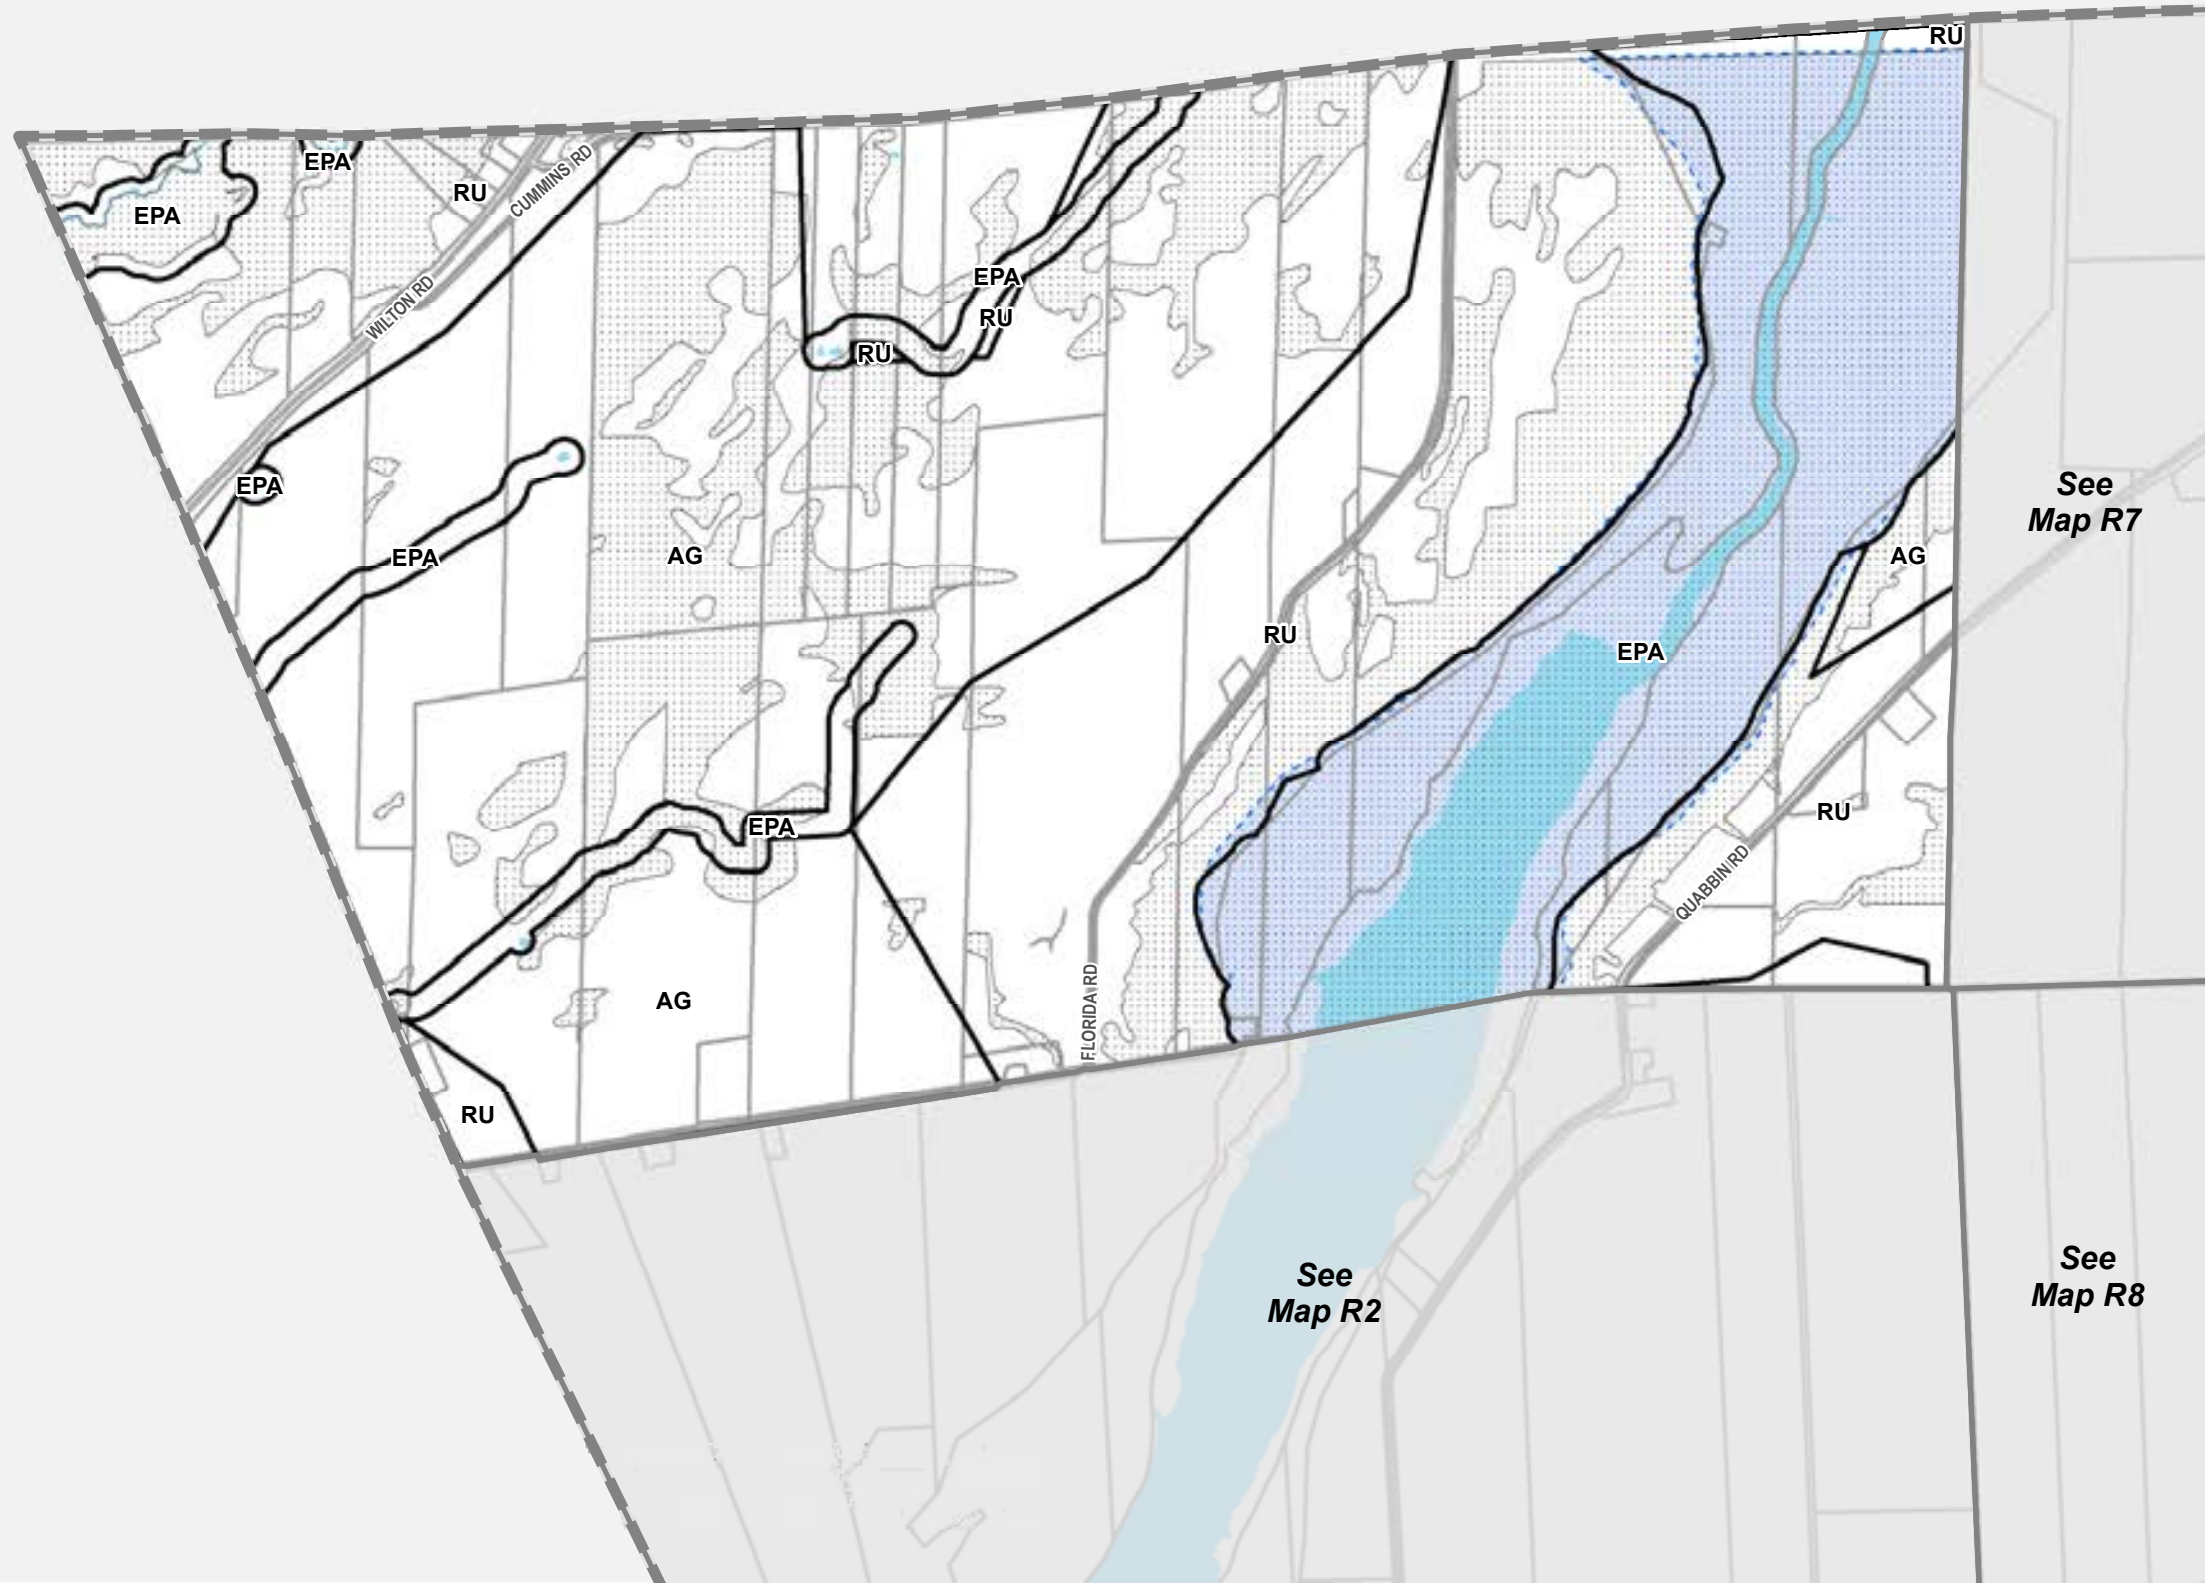 RU
EPA
RU
CUMMINS RD
EPA
EPA
WILTON RD
RU
RU
See
Map R7
EPA
EPA
AG
AG
RU
EPA
RU
EPA
QUABBIN RD
AG
FLORIDA RD
RU
See
Map R2
See
Map R8